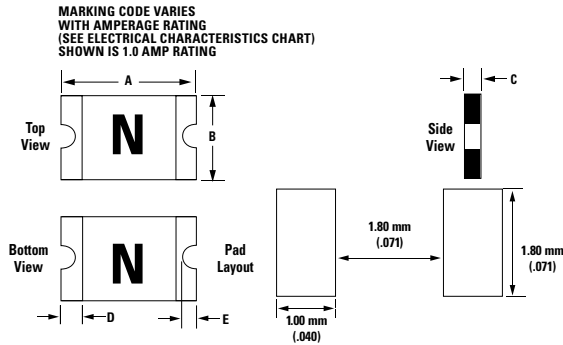 MARKING CODE VARIES
WITH AMPERAGE RATING
(SEE ELECTRICAL CHARACTERISTICS CHART)
SHOWN IS 1.0 AMP RATING
A
C
Top
View
N
B
Side
View
Bottom
View
N
Pad
Layout
1.80 mm
(.071)
1.80 mm
(.071)
D
E
1.00 mm
(.040)